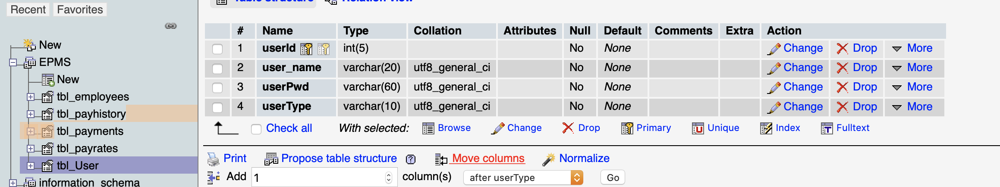 Recent Favorites
New
EPMS
New
tbl_employees
tbl_payhistory
tbl_payments
tbl_payrates
tbl_User
information_schema
Table structure Relation view
# Name Type Collation Attributes Null Default Comments Extra Action
1 userId int(5) No None Change Drop More
2 user_name varchar(20) utf8_general_ci No None Change Drop More
3 userPwd varchar(60) utf8_general_ci No None Change Drop More
4 userType varchar(10) utf8_general_ci No None Change Drop More
Check all With selected: Browse Change Drop Primary Unique Index Fulltext
Print Propose table structure Move columns Normalize
Add 1 column(s) after userType Go